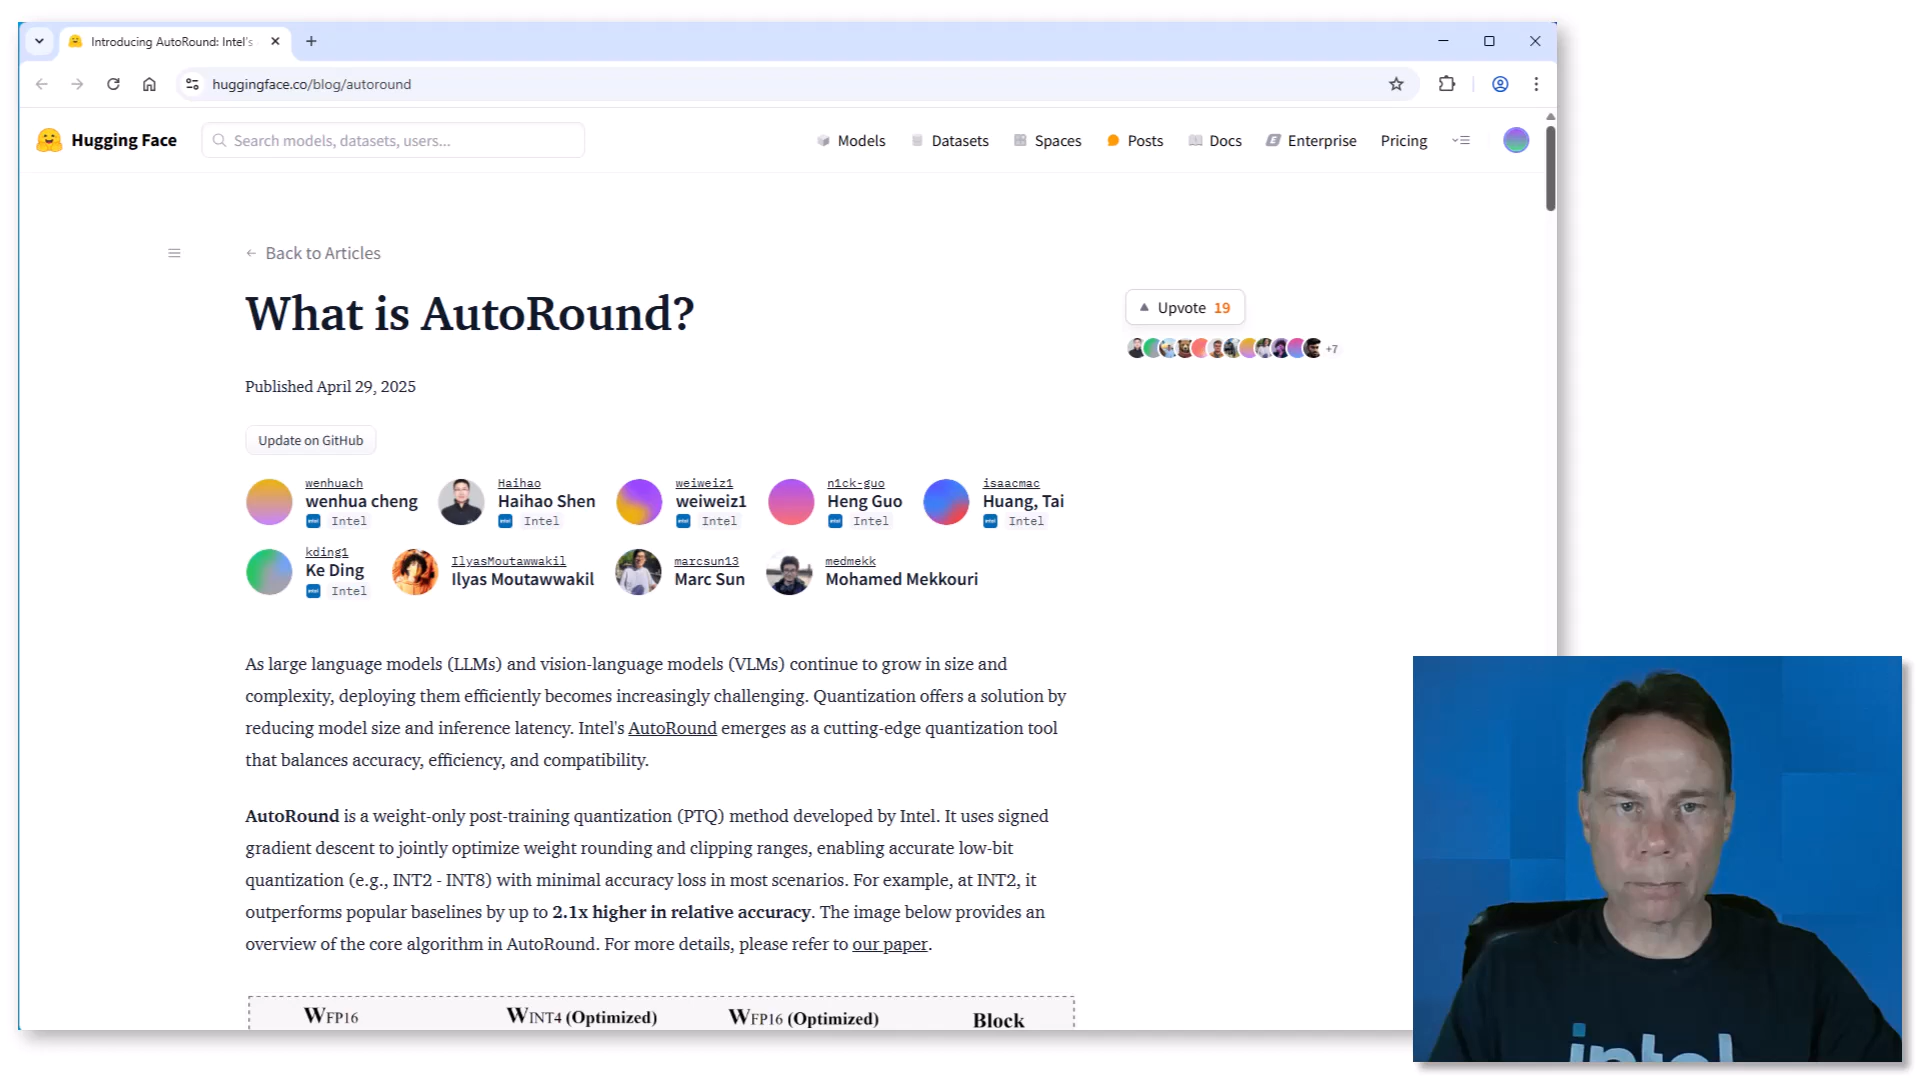 Introducing AutoRound: Intel's
huggingface.co/blog/autoround
Hugging Face
Search models, datasets, users...
Models
Datasets
Spaces
Posts
Docs
Enterprise
Pricing
Back to Articles
What is AutoRound?
Upvote 19
+7
Published April 29, 2025
Update on GitHub
wenhuach
wenhua cheng
Intel
Haihao
Haihao Shen
Intel
weiweiz1
weiweiz1
Intel
n1ck-guo
Heng Guo
Intel
isaacmac
Huang, Tai
Intel
kding1
Ke Ding
Intel
IlyasMoutawwakil
Ilyas Moutawwakil
marcsun13
Marc Sun
medmekk
Mohamed Mekkouri
As large language models (LLMs) and vision-language models (VLMs) continue to grow in size and
complexity, deploying them efficiently becomes increasingly challenging. Quantization offers a solution by
reducing model size and inference latency. Intel's AutoRound emerges as a cutting-edge quantization tool
that balances accuracy, efficiency, and compatibility.
AutoRound is a weight-only post-training quantization (PTQ) method developed by Intel. It uses signed
gradient descent to jointly optimize weight rounding and clipping ranges, enabling accurate low-bit
quantization (e.g., INT2 - INT8) with minimal accuracy loss in most scenarios. For example, at INT2, it
outperforms popular baselines by up to 2.1x higher in relative accuracy. The image below provides an
overview of the core algorithm in AutoRound. For more details, please refer to our paper.
WFP16
WINT4 (Optimized)
WFP16 (Optimized)
Block
intel